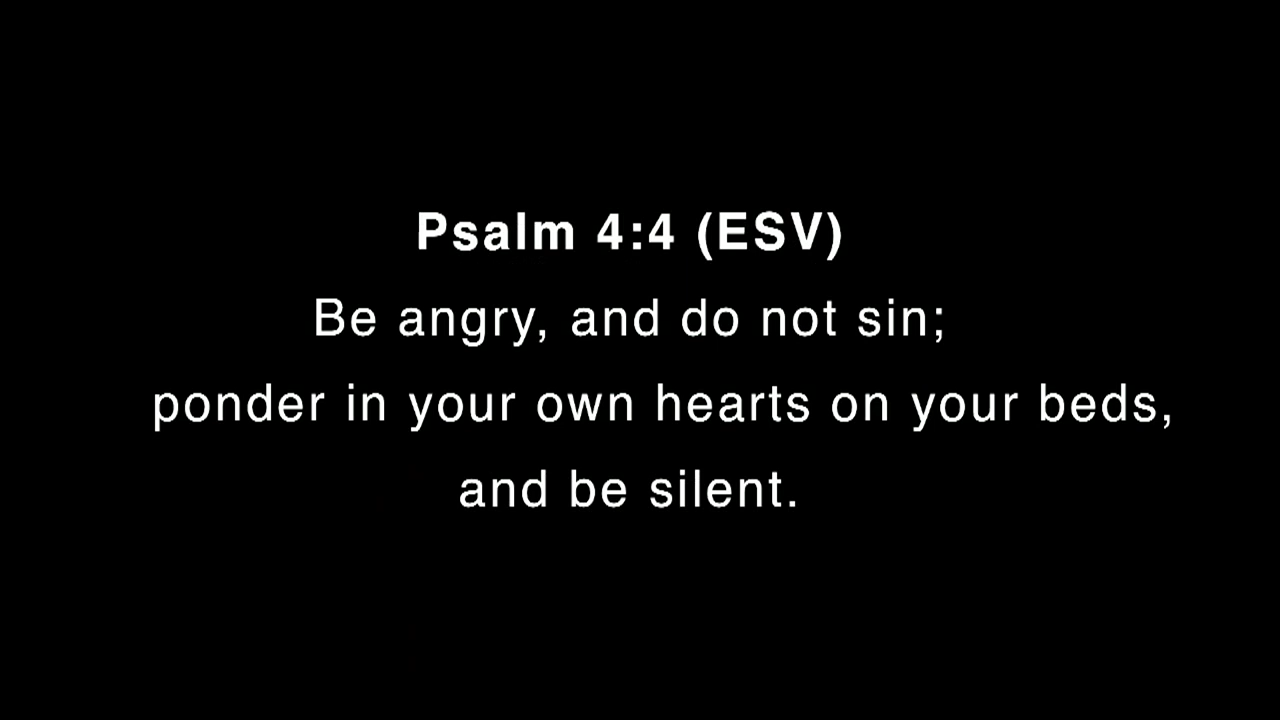 Psalm 4:4 (ESV)
Be angry, and do not sin;
ponder in your own hearts on your beds,
and be silent.